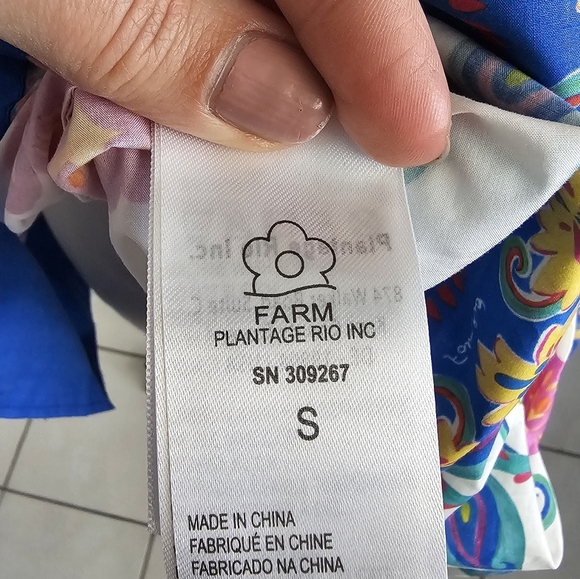 FARM
PLANTAGE RIO INC
SN 309267
S
MADE IN CHINA
FABRIQUÉ EN CHINE
FABRICADO NA CHINA